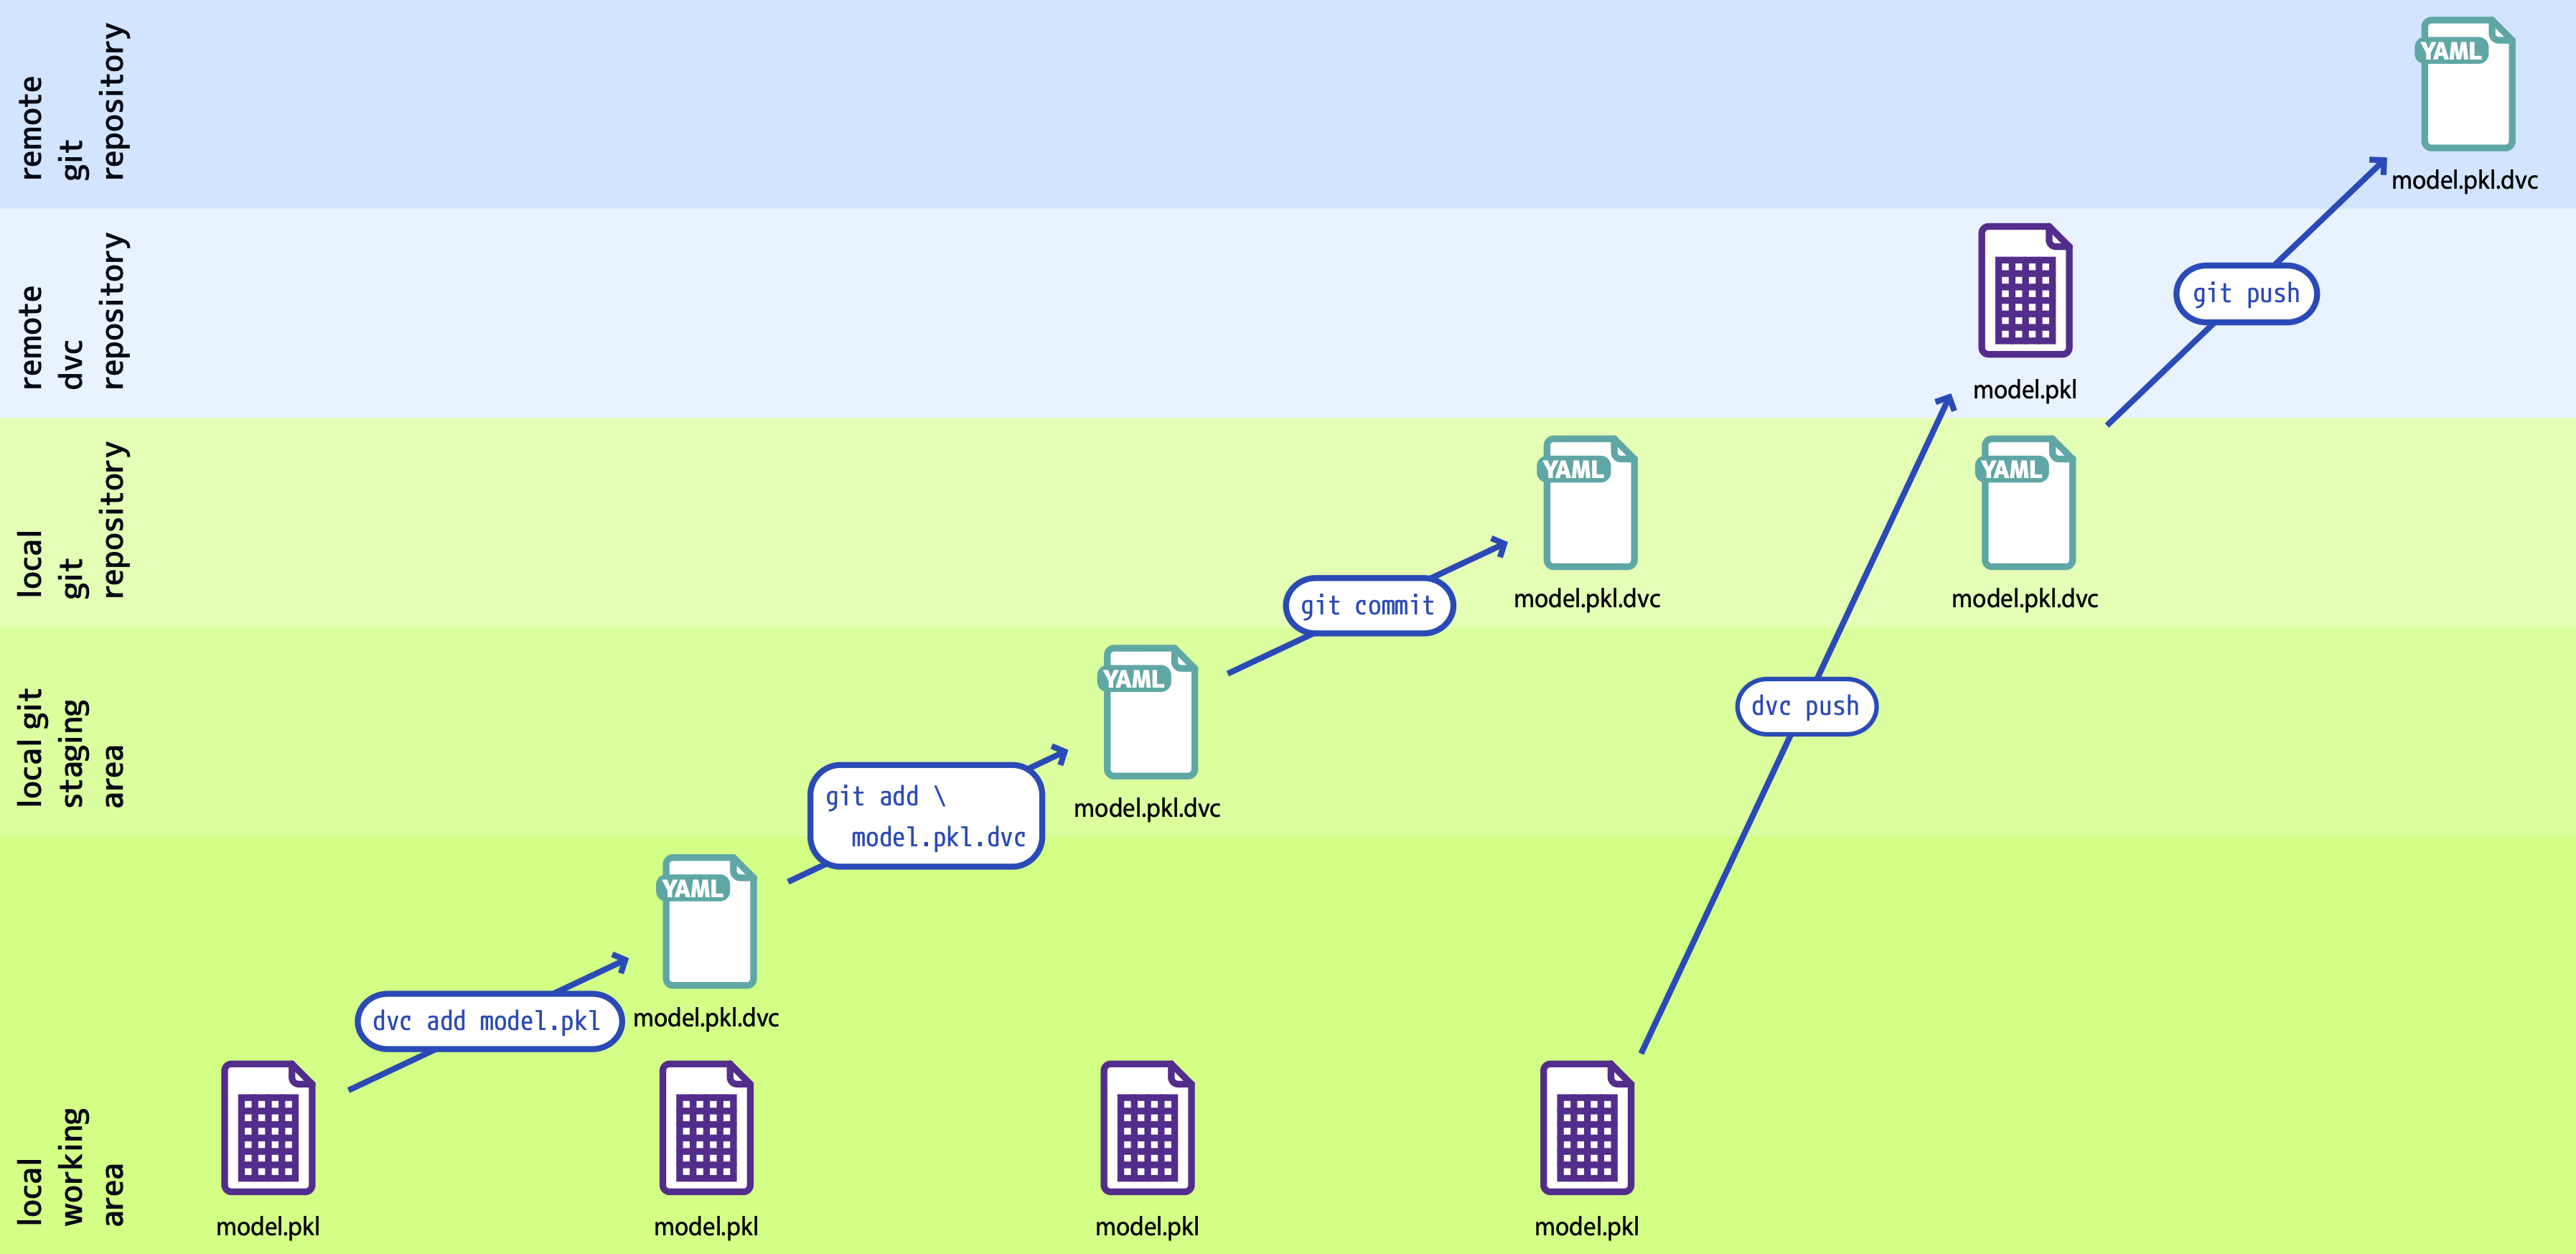 remote
git
repository
YAML
model.pkl.dvc
remote
dvc
repository
model.pkl
git push
local
git
repository
YAML
model.pkl.dvc
YAML
model.pkl.dvc
git commit
local git
staging
area
YAML
model.pkl.dvc
dvc push
git add \
model.pkl.dvc
local
working
area
YAML
model.pkl.dvc
dvc add model.pkl
model.pkl
model.pkl
model.pkl
model.pkl